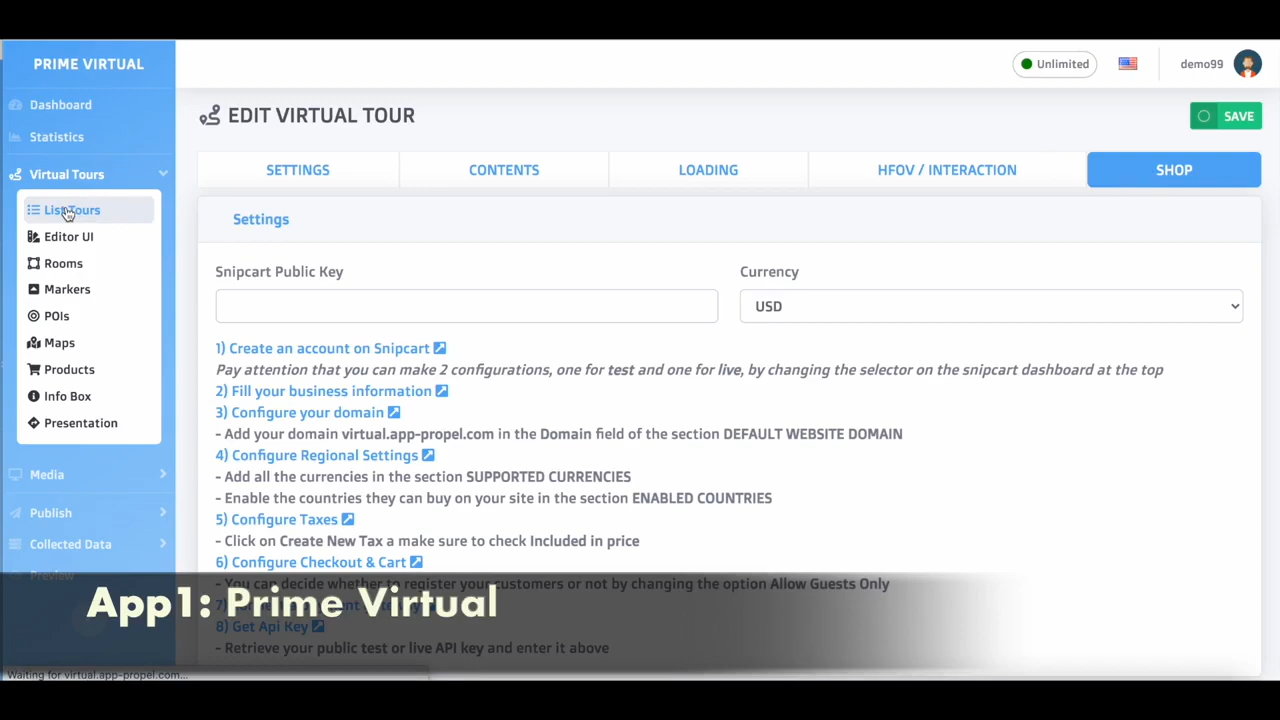 PRIME VIRTUAL
Unlimited
demo99
Dashboard
Statistics
Virtual Tours
List Tours
Editor UI
Rooms
Markers
POIs
Maps
Products
Info Box
Presentation
Media
Publish
Collected Data
Preview
EDIT VIRTUAL TOUR
SAVE
SETTINGS
CONTENTS
LOADING
HFOV / INTERACTION
SHOP
Settings
Snipcart Public Key
Currency
USD
1) Create an account on Snipcart
Pay attention that you can make 2 configurations, one for test and one for live, by changing the selector on the snipcart dashboard at the top
2) Fill your business information
3) Configure your domain
- Add your domain virtual.app-propel.com in the Domain field of the section DEFAULT WEBSITE DOMAIN
4) Configure Regional Settings
- Add all the currencies in the section SUPPORTED CURRENCIES
- Enable the countries they can buy on your site in the section ENABLED COUNTRIES
5) Configure Taxes
- Click on Create New Tax a make sure to check Included in price
6) Configure Checkout & Cart
- You can decide whether to register your customers or not by changing the option Allow Guests Only
8) Get Api Key
- Retrieve your public test or live API key and enter it above
App1: Prime Virtual
Waiting for virtual.app-propel.com...